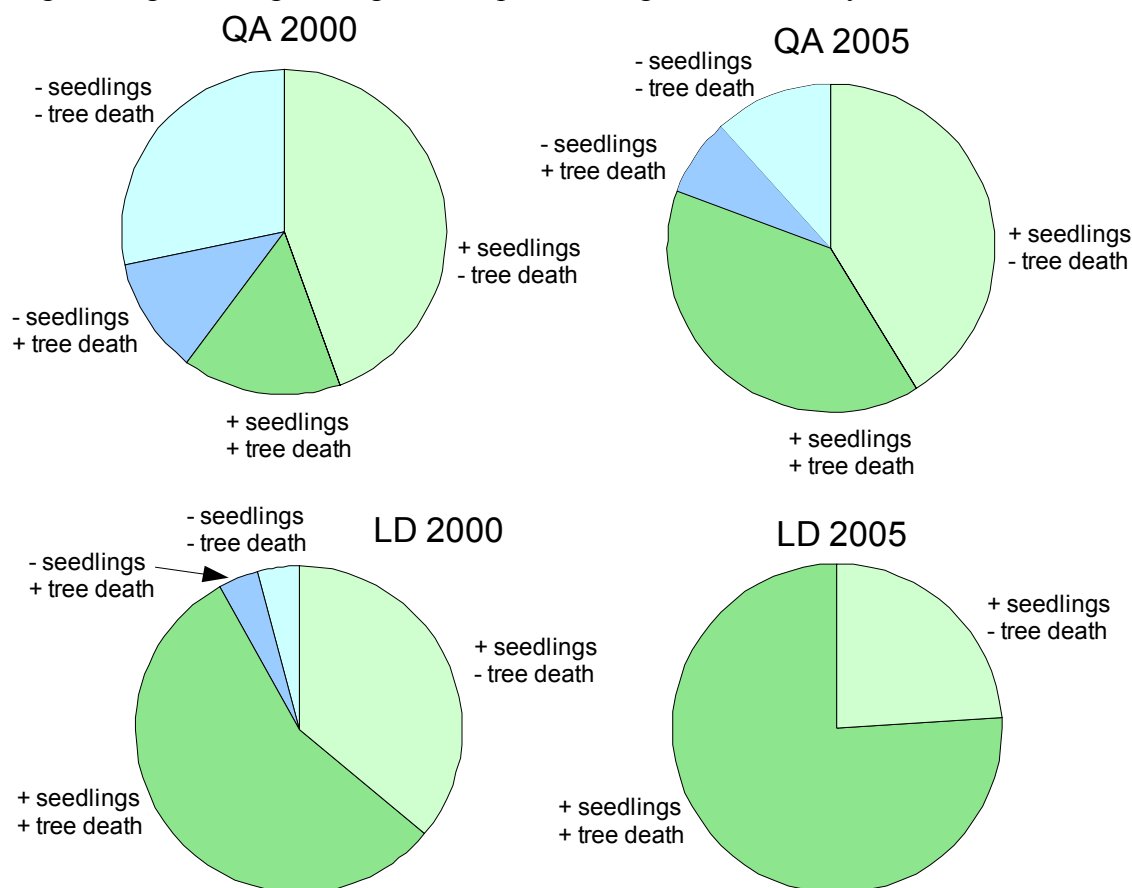 QA 2000
- seedlings
- tree death
+ seedlings
- tree death
- seedlings
+ tree death
+ seedlings
+ tree death
QA 2005
- seedlings
- tree death
- seedlings
+ tree death
+ seedlings
- tree death
+ seedlings
+ tree death
LD 2000
- seedlings
- tree death
- seedlings
+ tree death
+ seedlings
- tree death
+ seedlings
+ tree death
LD 2005
+ seedlings
- tree death
+ seedlings
+ tree death